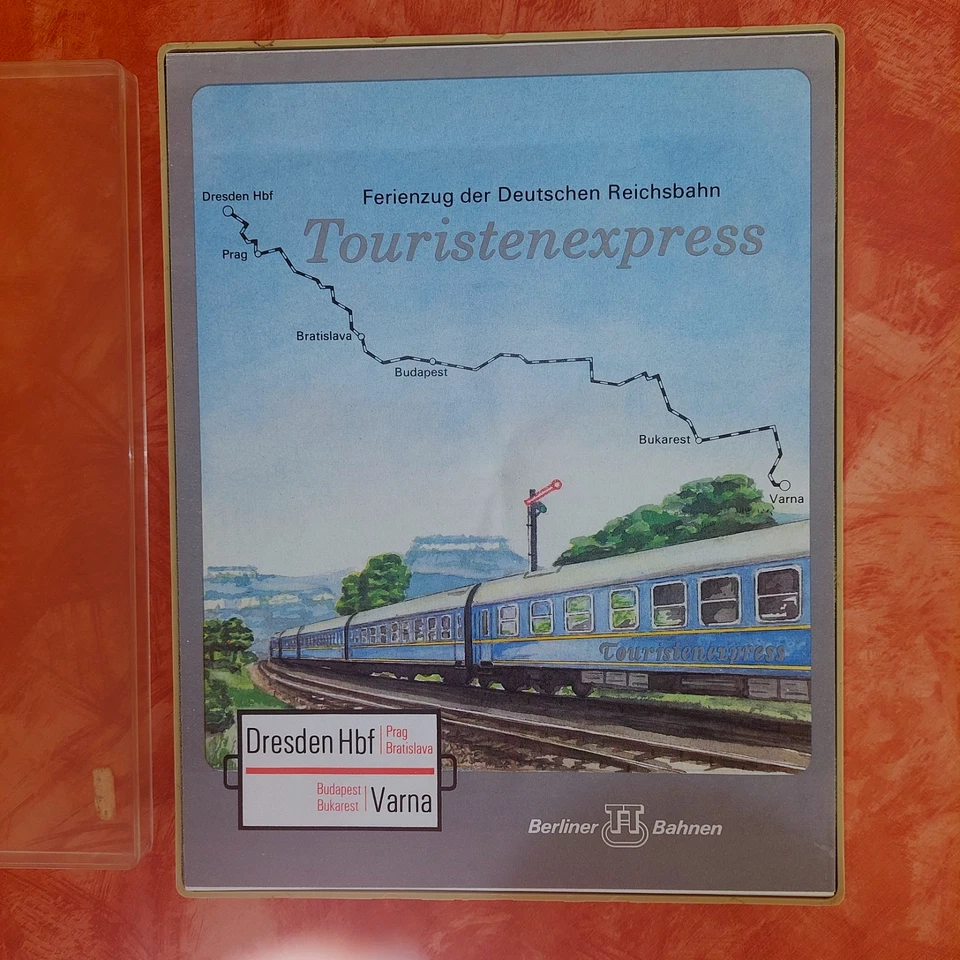 Dresden Hbf
Ferienzug der Deutschen Reichsbahn
Touristenexpress
Prag
Bratislava
Budapest
Bukarest
Varna
Touristenexpress
Dresden Hbf
Prag
Bratislava
Budapest
Bukarest
Varna
Berliner TT Bahnen